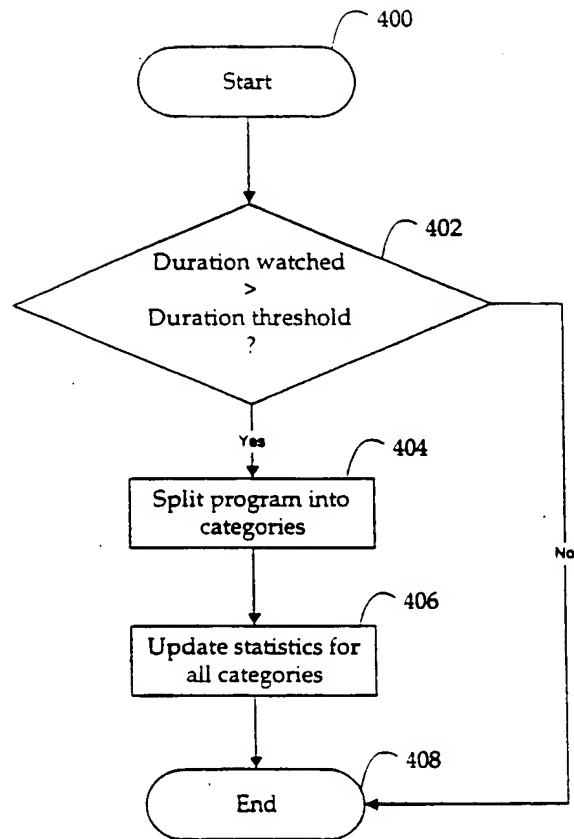 400
Start
402
Duration watched
>
Duration threshold
?
Yes
404
Split program into
categories
No
406
Update statistics for
all categories
408
End